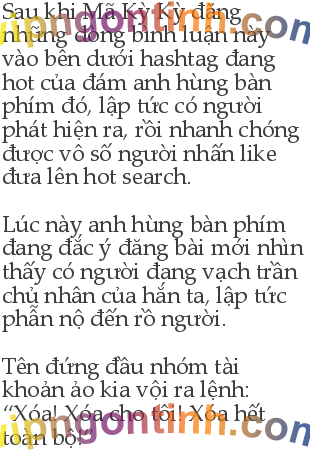 Sau khi Mã Kỳ Kỳ đăng
những dòng bình luận này
vào bên dưới hashtag đang
hot của đám anh hùng bàn
phím đó, lập tức có người
phát hiện ra, rồi nhanh chóng
được vô số người nhấn like
đưa lên hot search.
Lúc này anh hùng bàn phím
đang đắc ý đăng bài mới nhìn
thấy có người đang vạch trần
chủ nhân của hắn ta, lập tức
phẫn nộ đến rồ người.
Tên đứng đầu nhóm tài
khoản ảo kia vội ra lệnh:
“Xóa! Xóa cho tôi! Xóa hết
toàn bộ!”
vipngontinh.com
vipngontinh.com